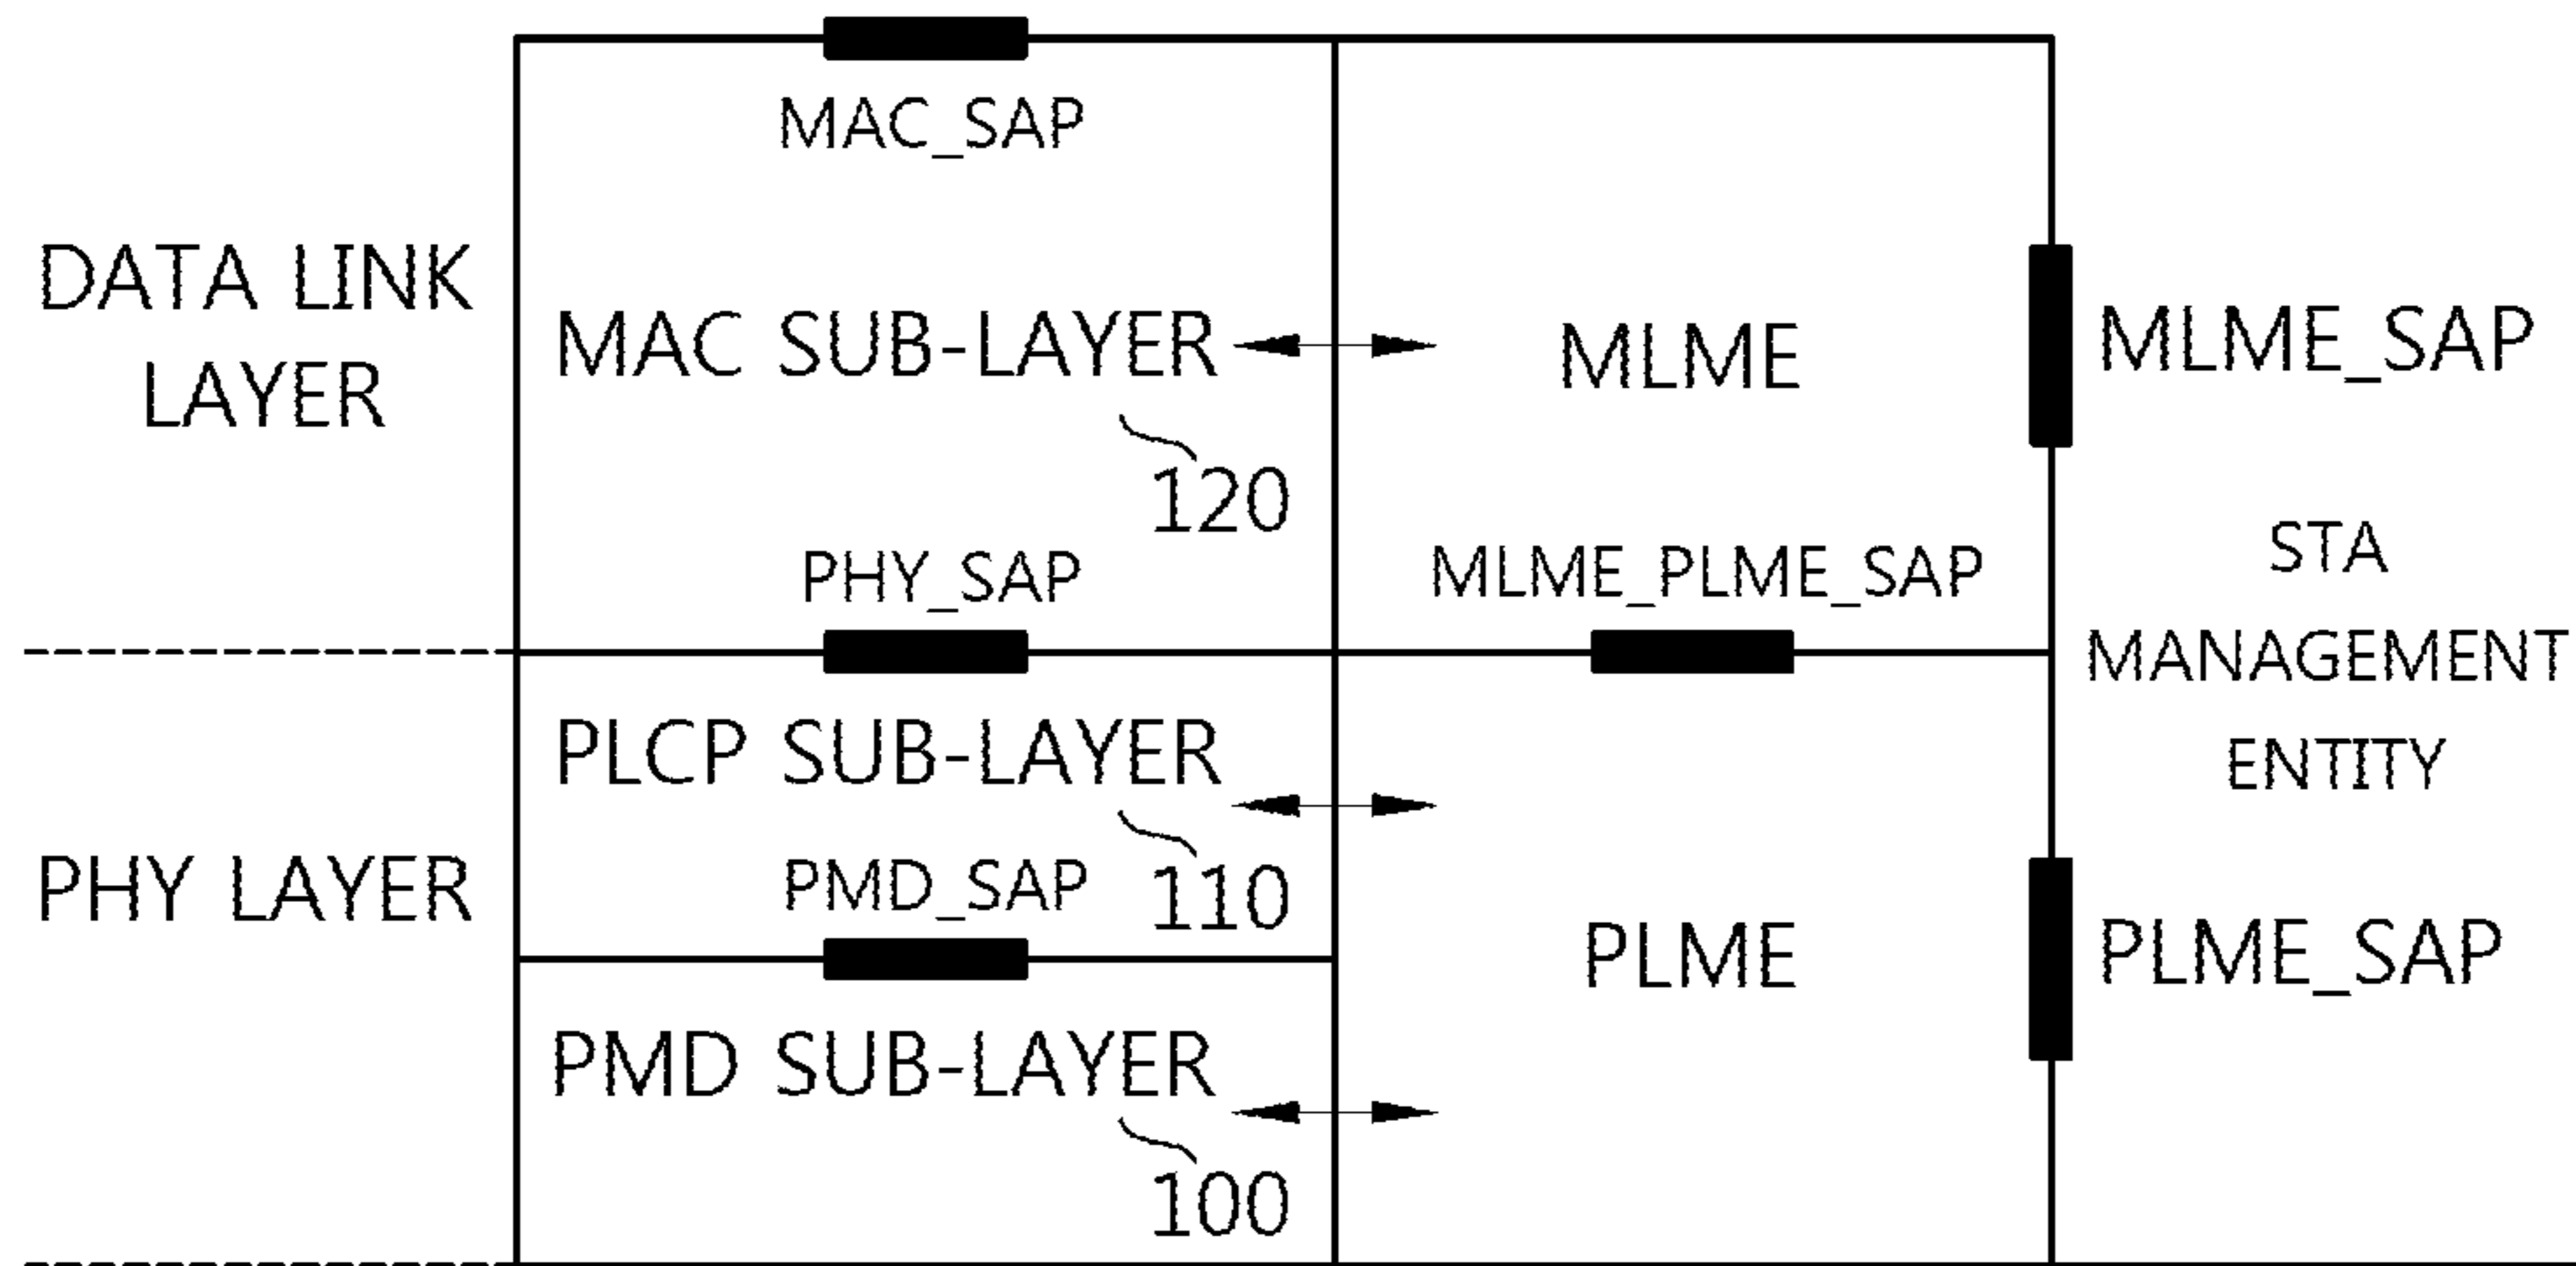 MAC_SAP
DATA LINK
LAYER
MAC SUB-LAYER
120
MLME
MLME_SAP
PHY_SAP
MLME_PLME_SAP
STA
MANAGEMENT
ENTITY
PHY LAYER
PLCP SUB-LAYER
110
PMD_SAP
PLME
PLME_SAP
PMD SUB-LAYER
100